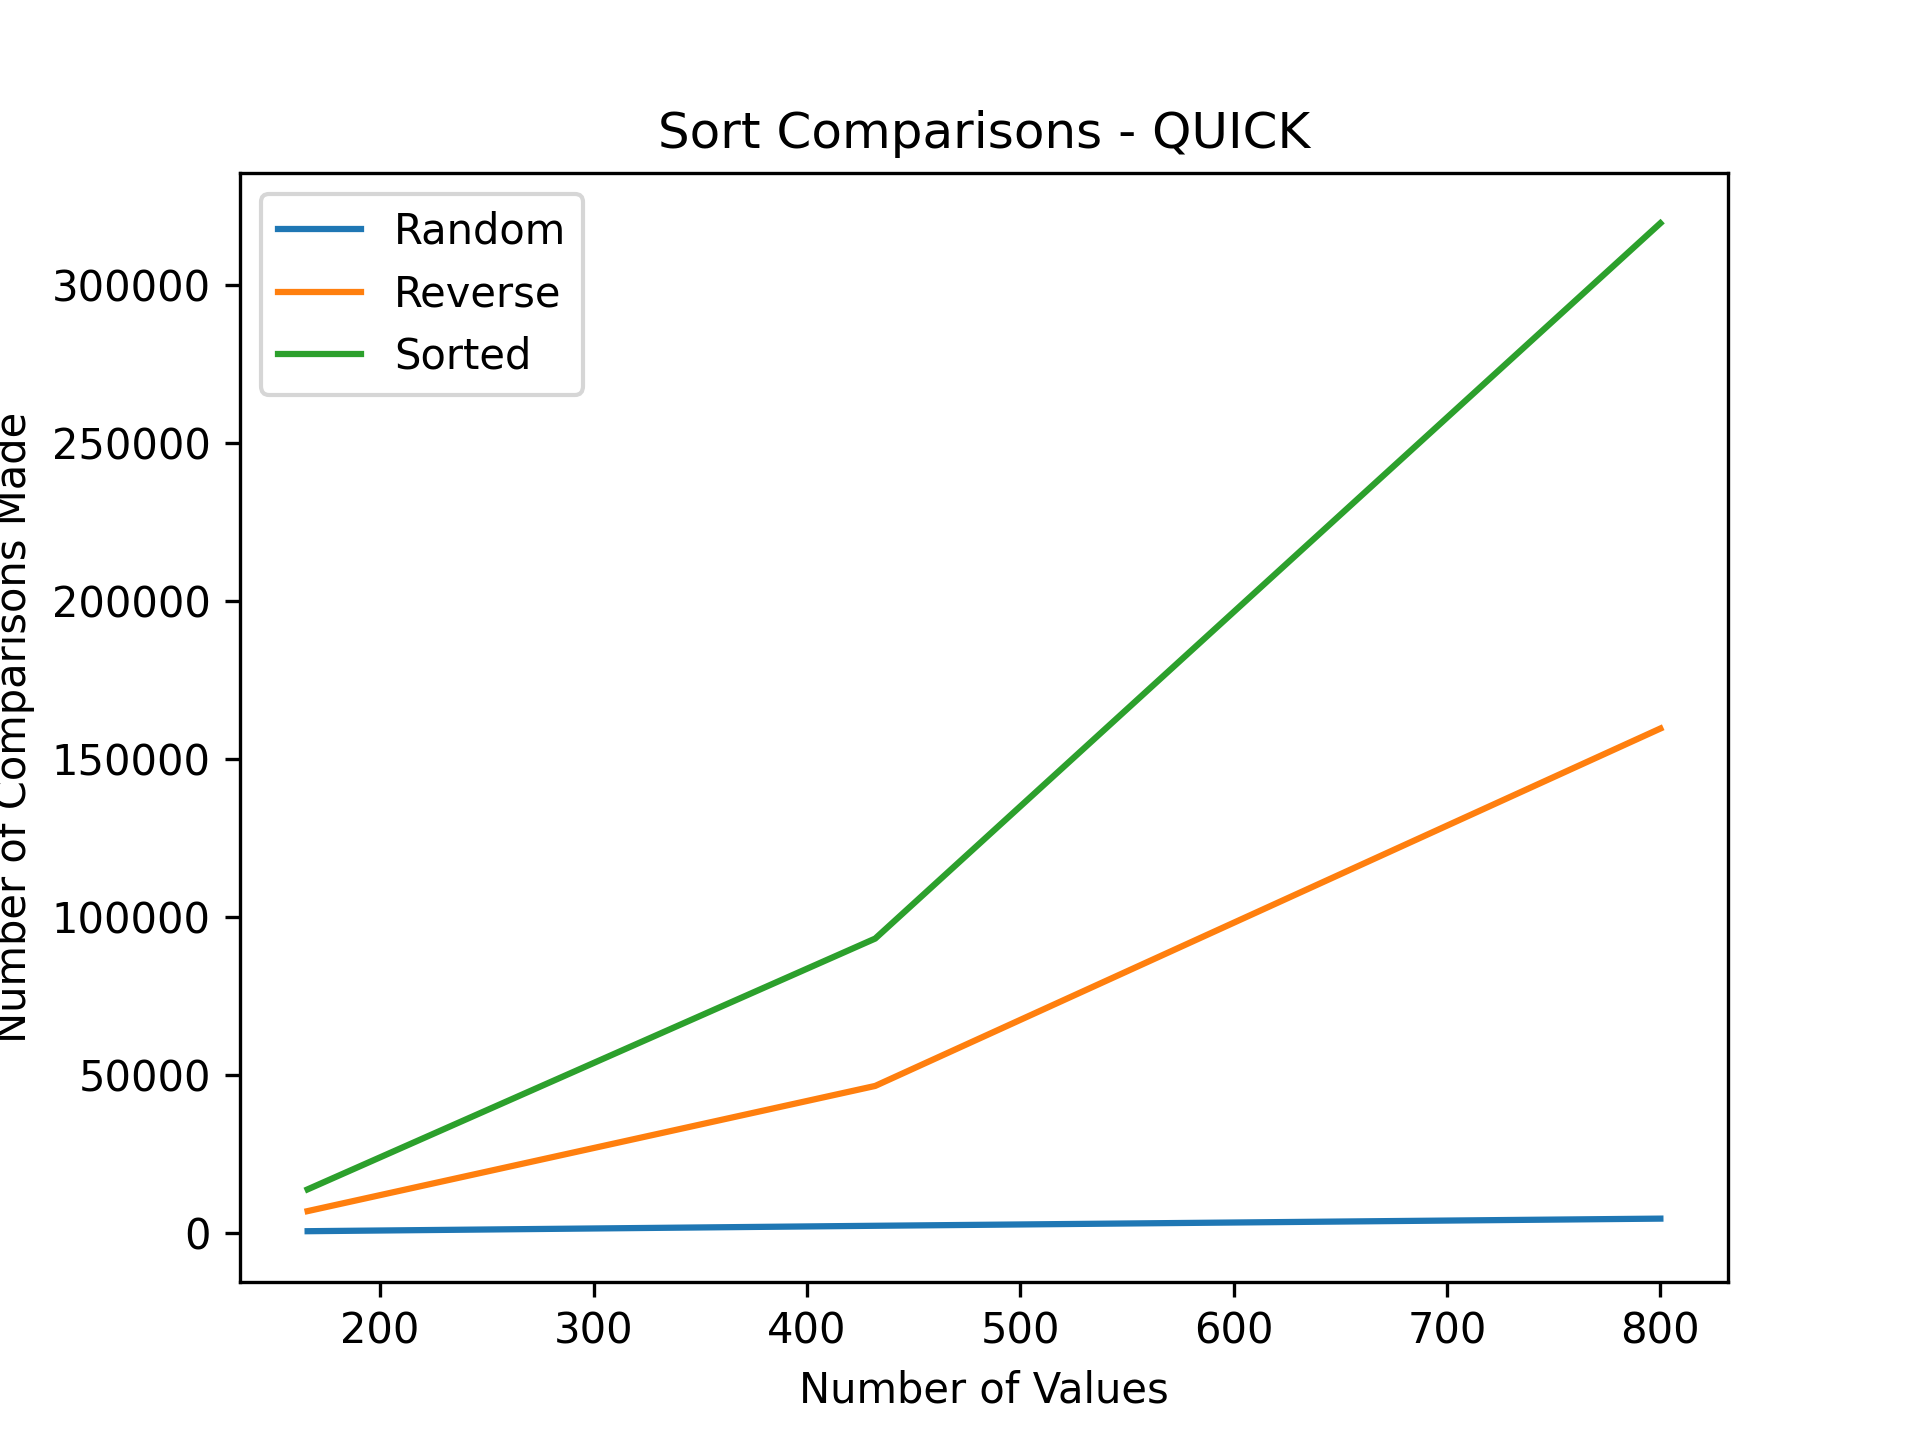 Sort Comparisons - QUICK
Random
Reverse
Sorted
300000
250000
200000
150000
100000
50000
0
Number of Comparisons Made
200 300 400 500 600 700 800
Number of Values